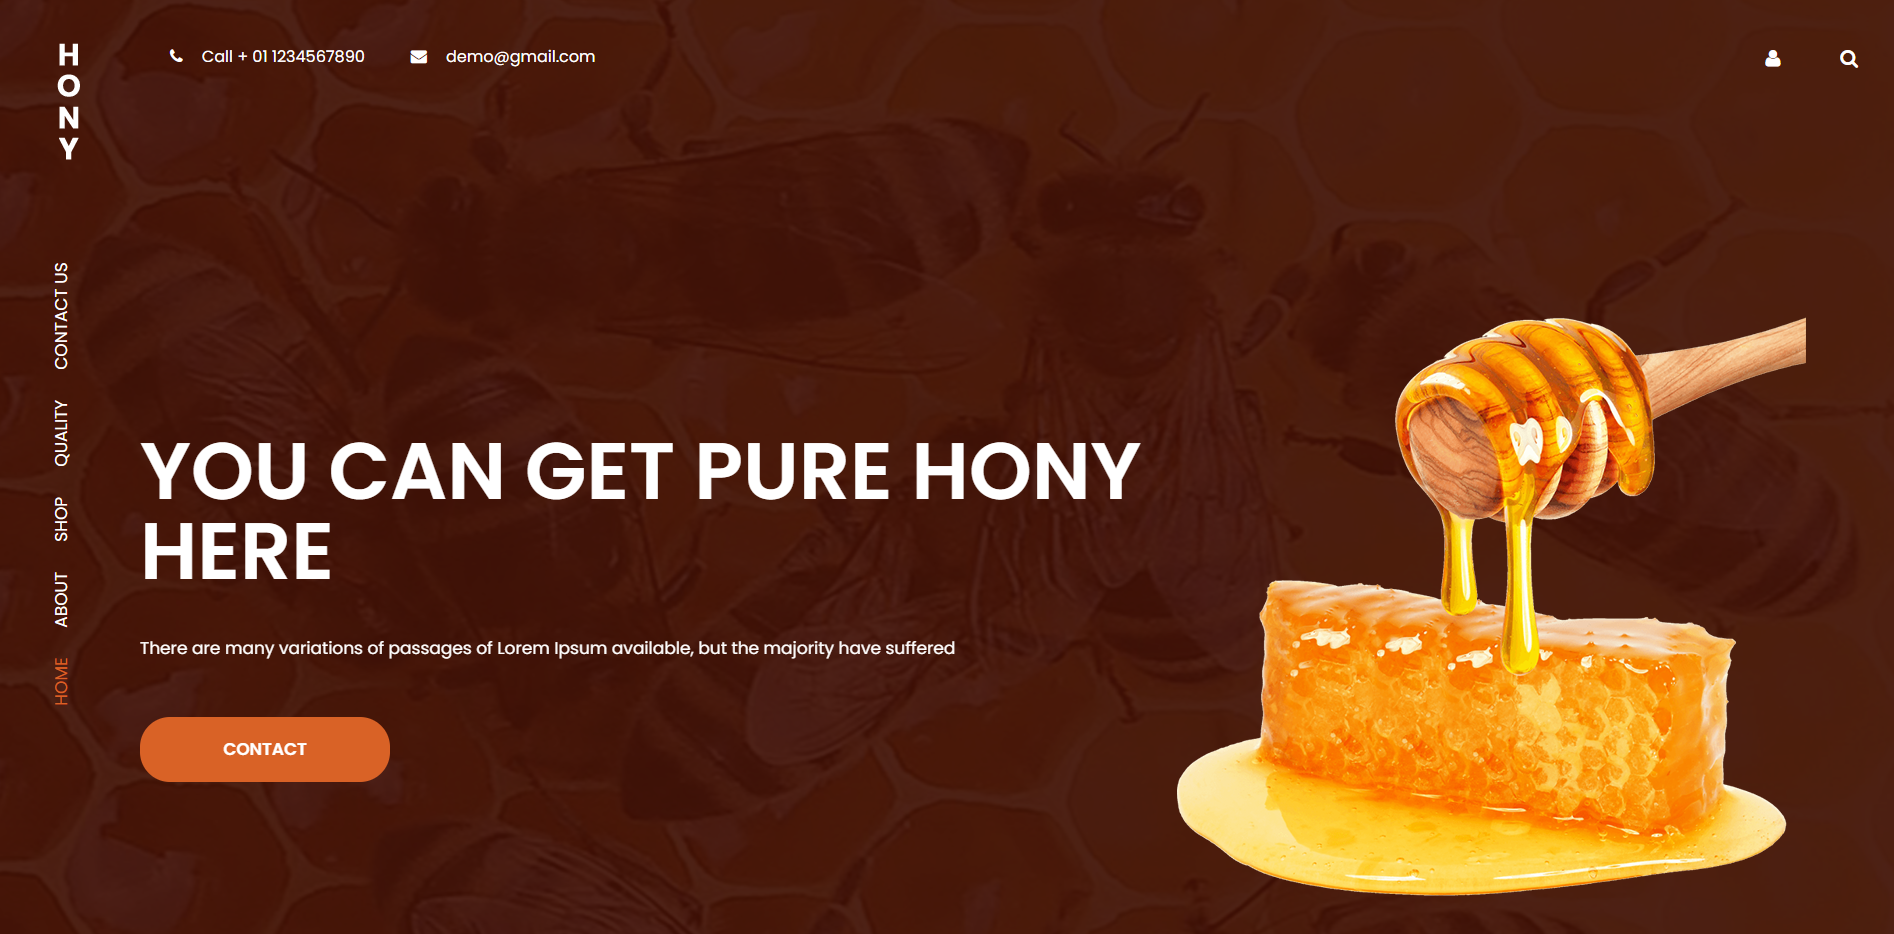 HONY
Call + 01 1234567890
demo@gmail.com
CONTACT US
QUALITY
SHOP
ABOUT
HOME
YOU CAN GET PURE HONY
HERE
There are many variations of passages of Lorem Ipsum available, but the majority have suffered
CONTACT